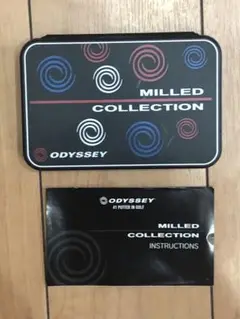 MILLED
COLLECTION
ODYSSEY
ODYSSEY
#1 PUTTER IN GOLF
MILLED
COLLECTION
INSTRUCTIONS